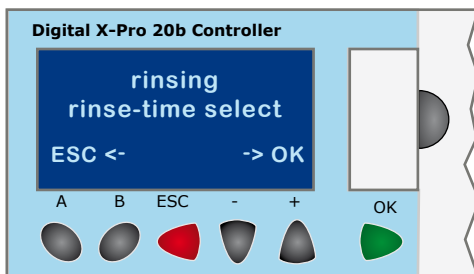 Digital X-Pro 20b Controller
rinsing
rinse-time select
ESC <- -> OK
A B ESC - + OK